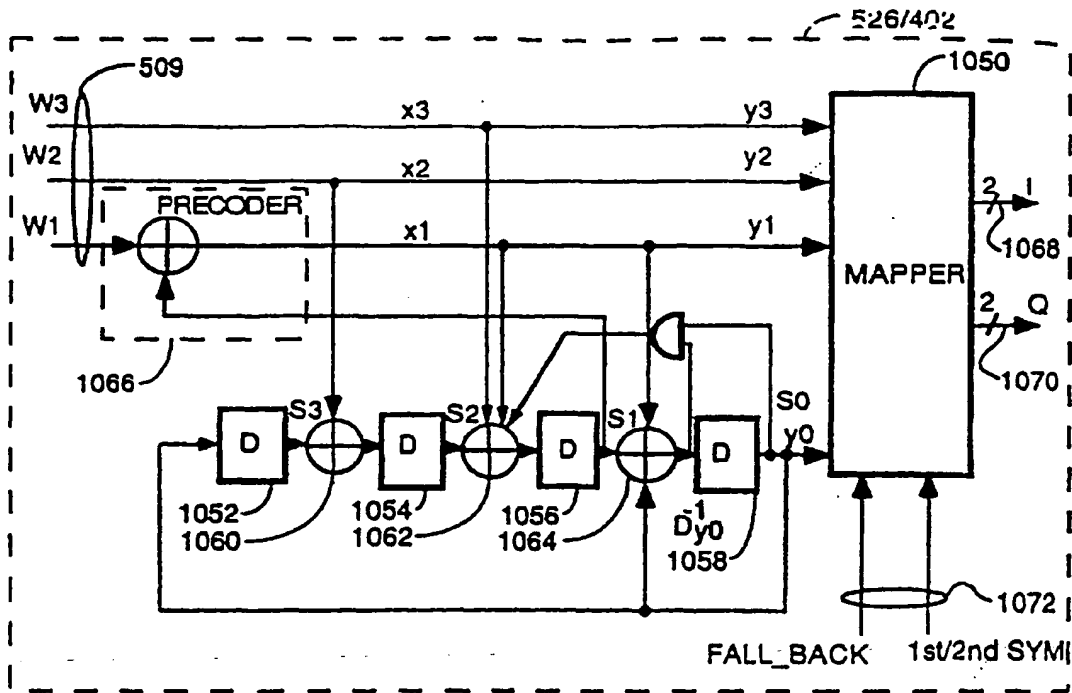 526/402
509
1050
W3
x3
y3
W2
x2
y2
PRECODER
W1
x1
y1
2
I
1068
MAPPER
2
Q
1070
1066
S3
S2
S1
S0
D
D
D
D
y0
1052
1054
1056
1058
1060
1062
1064
D-1y0
1072
FALL_BACK
1st/2nd SYM